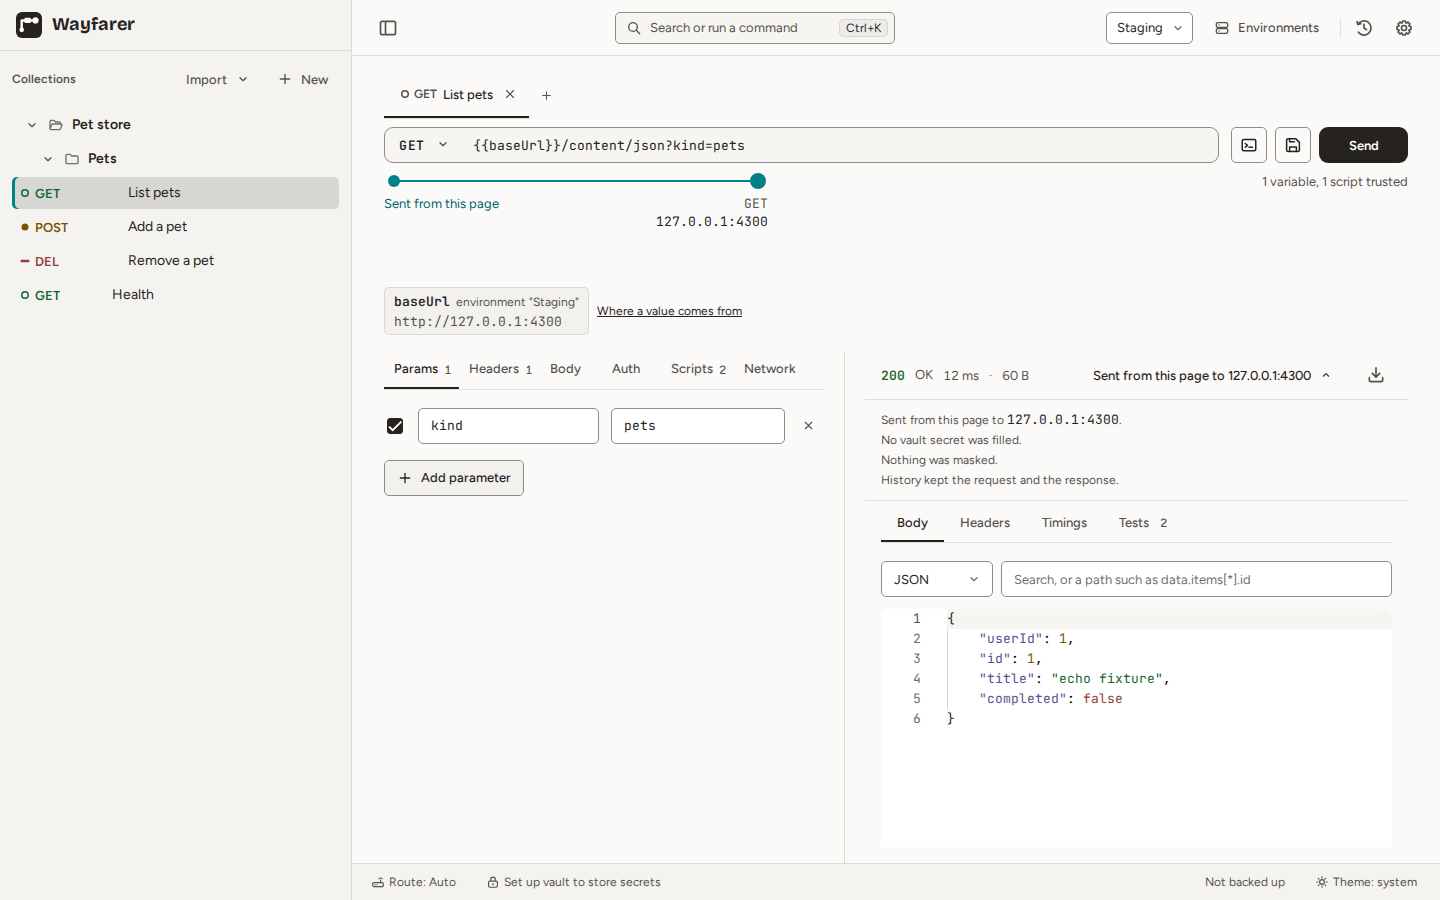 Wayfarer
Search or run a command Ctrl+K
Staging
Environments
Collections Import New
GET List pets
Pet store
Pets
GET List pets
POST Add a pet
DEL Remove a pet
GET Health
GET {{baseUrl}}/content/json?kind=pets
Send
1 variable, 1 script trusted
Sent from this page
GET
127.0.0.1:4300
baseUrl environment "Staging"
http://127.0.0.1:4300
Where a value comes from
Params 1 Headers 1 Body Auth Scripts 2 Network
kind pets
Add parameter
200 OK 12 ms · 60 B Sent from this page to 127.0.0.1:4300
Sent from this page to 127.0.0.1:4300.
No vault secret was filled.
Nothing was masked.
History kept the request and the response.
Body Headers Timings Tests 2
JSON Search, or a path such as data.items[*].id
1 {
2 "userId": 1,
3 "id": 1,
4 "title": "echo fixture",
5 "completed": false
6 }
Route: Auto Set up vault to store secrets Not backed up Theme: system